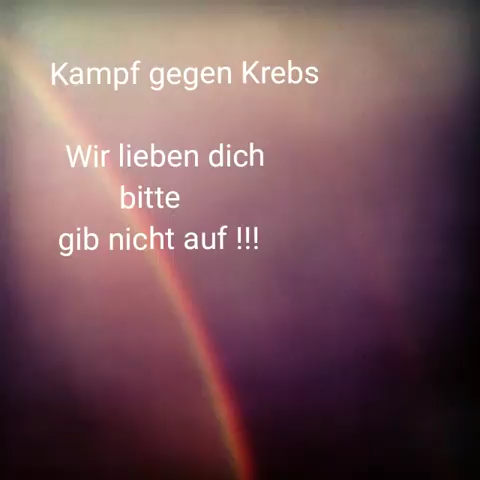 Kampf gegen Krebs
Wir lieben dich
bitte
gib nicht auf !!!